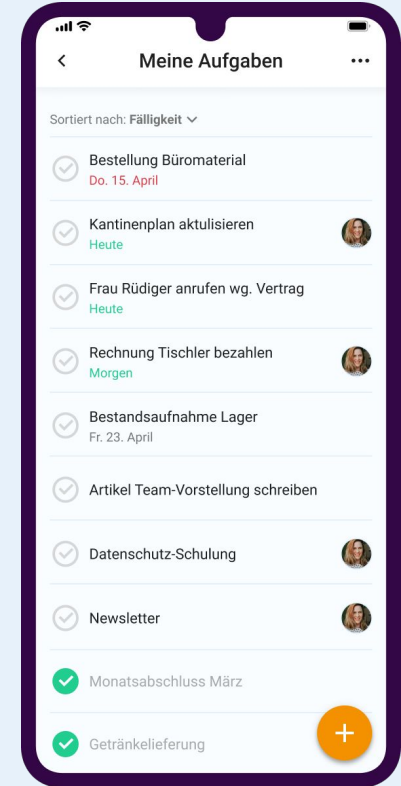 Meine Aufgaben
Sortiert nach: Fälligkeit
Bestellung Büromaterial
Do. 15. April
Kantinenplan aktulisieren
Heute
Frau Rüdiger anrufen wg. Vertrag
Heute
Rechnung Tischler bezahlen
Morgen
Bestandsaufnahme Lager
Fr. 23. April
Artikel Team-Vorstellung schreiben
Datenschutz-Schulung
Newsletter
Monatsabschluss März
Getränkelieferung